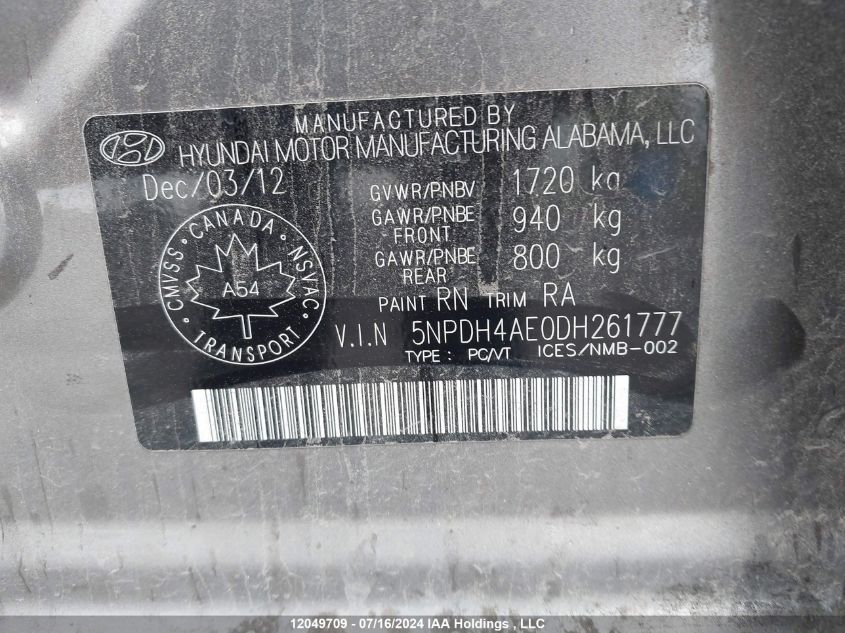 MANUFACTURED BY
HYUNDAI MOTOR MANUFACTURING ALABAMA, LLC
Dec/03/12
GVWR/PNBV 1720 kg
GAWR/PNBE FRONT 940 kg
GAWR/PNBE REAR 800 kg
CMVSS. CANADA NSVAC
A54
TRANSPORT
PAINT RN TRIM RA
V.I.N 5NPDH4AE0DH261777
TYPE : PC/VT ICES/NMB-002
12049709 - 07/16/2024 IAA Holdings , LLC